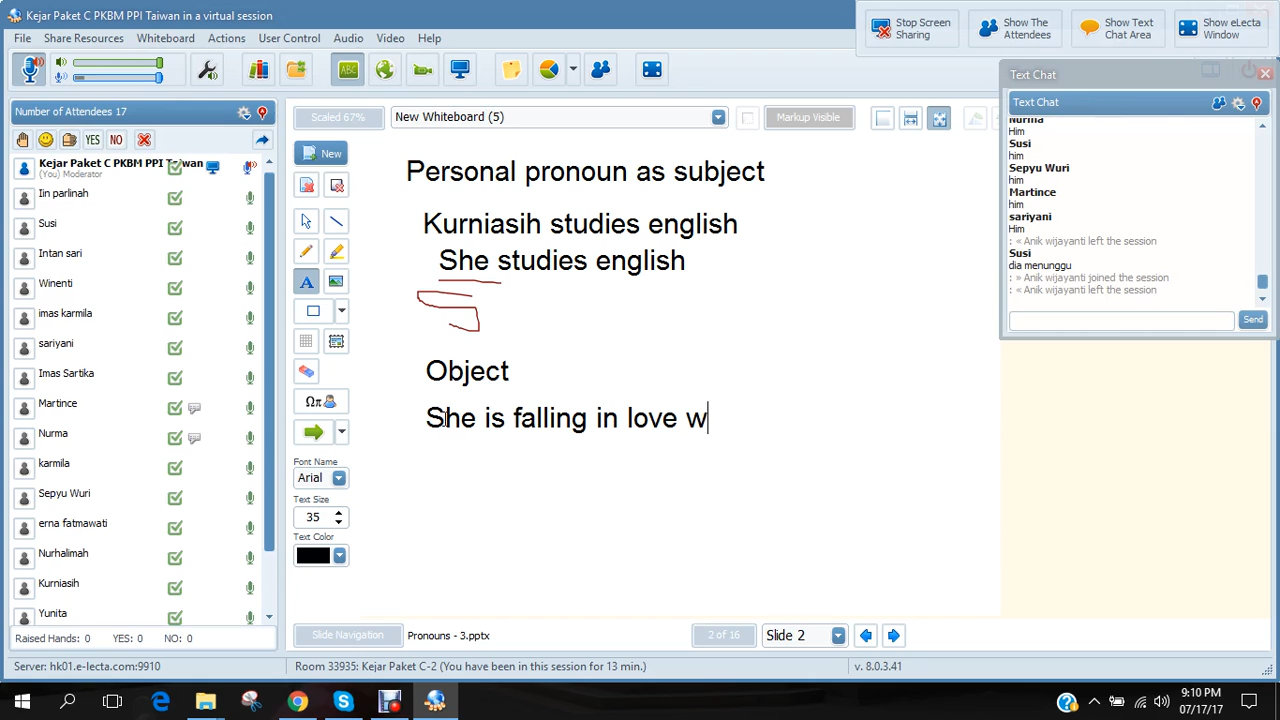 Kejar Paket C PKBM PPI Taiwan in a virtual session
File Share Resources Whiteboard Actions User Control Audio Video Help
Stop Screen Sharing
Show The Attendees
Show Text Chat Area
Show eLecta Window
Number of Attendees 17
YES NO
Kejar Paket C PKBM PPI Taiwan
(You) Moderator
Iin parlinah
Susi
Intan sari
Winenti
imas karmila
sariyani
Imas Sartika
Martince
Nurma
karmila
Sepyu Wuri
erna fatmawati
Nurhalimah
Kurniasih
Yunita
Raised Hands: 0 YES: 0 NO: 0
Scaled 67%
New Whiteboard (5)
Markup Visible
New
ABC
A
Ωπ
Font Name
Arial
Text Size
35
Text Color
Personal pronoun as subject
Kurniasih studies english
She studies english
Object
She is falling in love w
Text Chat
Text Chat
Nurma
Him
Susi
him
Sepyu Wuri
him
Martince
him
sariyani
Him
: « Anik wijayanti left the session
Susi
dia menunggu
: » Anik wijayanti joined the session
: « Anik wijayanti left the session
Send
Slide Navigation
Pronouns - 3.pptx
2 of 16
Slide 2
Server: hk01.e-lecta.com:9910
Room 33935: Kejar Paket C-2 (You have been in this session for 13 min.)
v. 8.0.3.41
9:10 PM
07/17/17